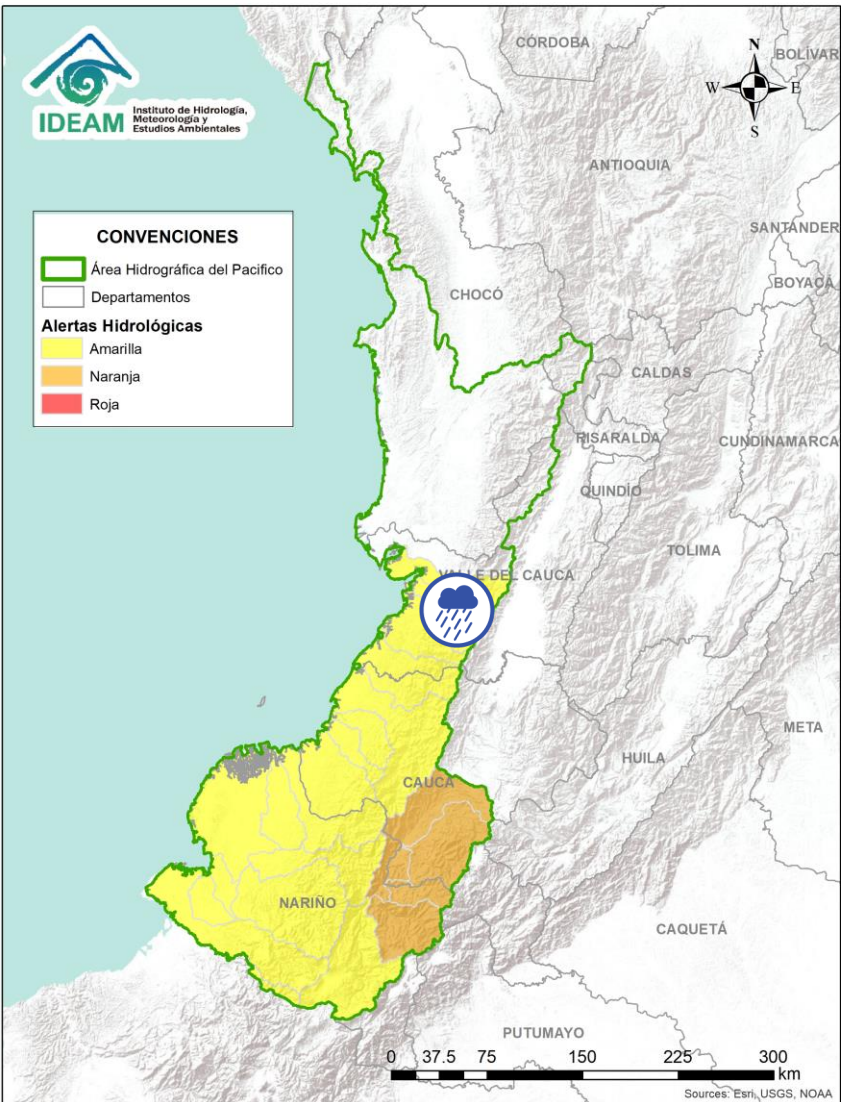 IDEAM
Instituto de Hidrología,
Meteorología y
Estudios Ambientales
CÓRDOBA
BOLÍVAR
N
W
E
S
ANTIOQUIA
SANTANDER
BOYACÁ
CONVENCIONES
Área Hidrográfica del Pacifico
Departamentos
Alertas Hidrológicas
Amarilla
Naranja
Roja
CHOCÓ
CALDAS
RISARALDA
CUNDINAMARCA
QUINDÍO
TOLIMA
VALLE DEL CAUCA
META
HUILA
CAUCA
NARIÑO
CAQUETÁ
PUTUMAYO
0 37.5 75 150 225 300
km
Sources: Esri, USGS, NOAA